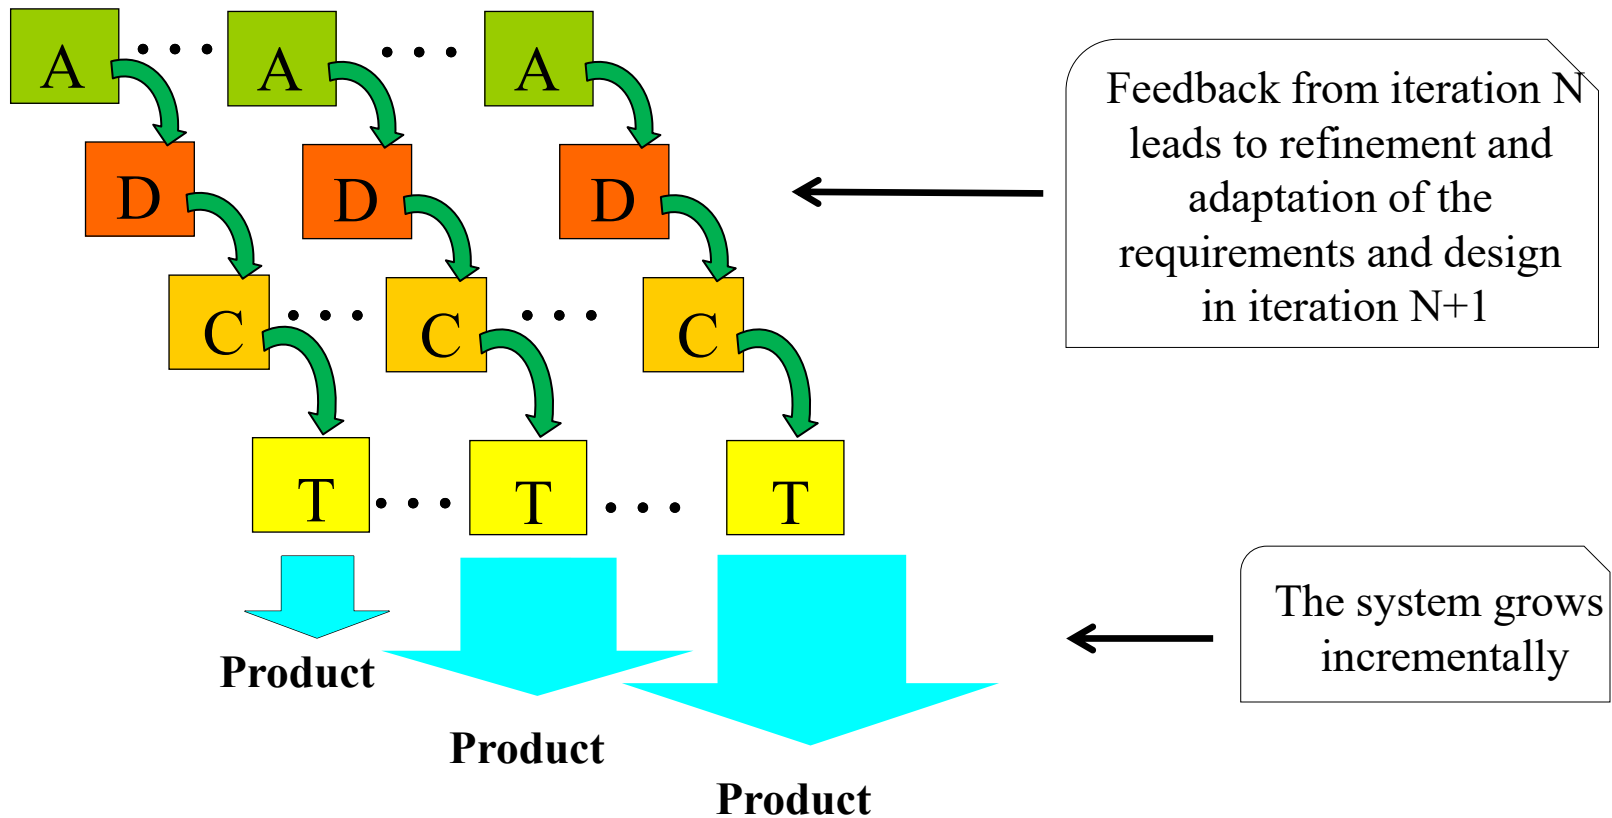 A ... A ... A
D D D
C ... C ... C
T ... T ... T
Product
Product
Product
Feedback from iteration N
leads to refinement and
adaptation of the
requirements and design
in iteration N+1
The system grows
incrementally